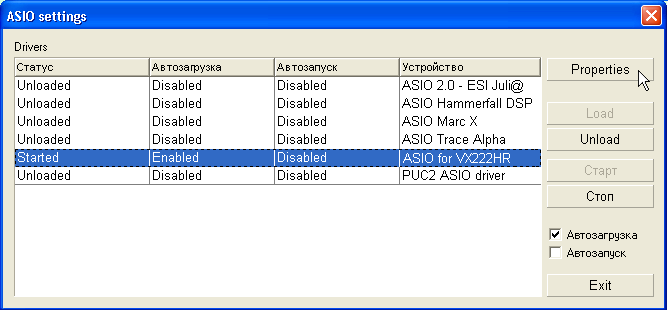 ASIO settings
Drivers
Статус Автозагрузка Автозапуск Устройство
Unloaded Disabled Disabled ASIO 2.0 - ESI Juli@
Unloaded Disabled Disabled ASIO Hammerfall DSP
Unloaded Disabled Disabled ASIO Marc X
Unloaded Disabled Disabled ASIO Trace Alpha
Started Enabled Disabled ASIO for VX222HR
Unloaded Disabled Disabled PUC2 ASIO driver
Properties
Load
Unload
Старт
Стоп
Автозагрузка
Автозапуск
Exit